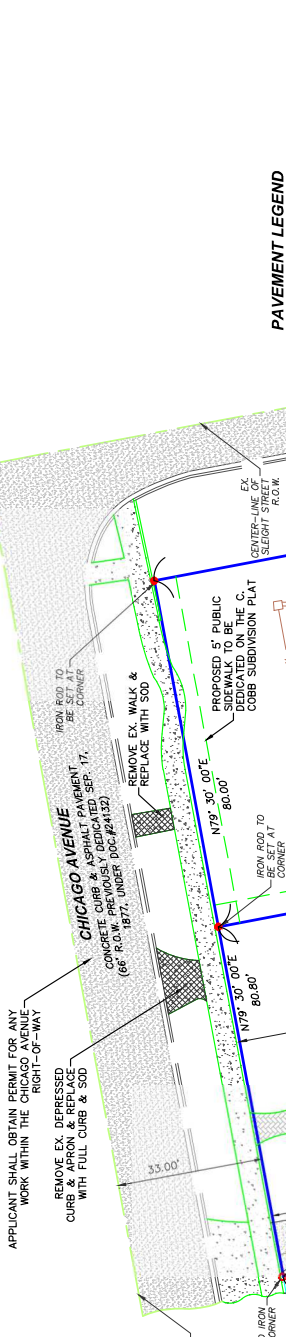 APPLICANT SHALL OBTAIN PERMIT FOR ANY
WORK WITHIN THE CHICAGO AVENUE
RIGHT-OF-WAY
REMOVE EX. DEPRESSED
CURB & APRON & REPLACE
WITH FULL CURB & SOD
CHICAGO AVENUE
CONCRETE CURB & ASPHALT PAVEMENT
(66' R.O.W. PREVIOUSLY DEDICATED SEP. 17,
1877, UNDER DOC.#24132)
IRON ROD TO
BE SET AT
CORNER
REMOVE EX. WALK &
REPLACE WITH SOD
33.00'
N79° 30' 00"E
80.80'
N79° 30' 00"E
80.00'
PROPOSED 5' PUBLIC
SIDEWALK TO BE
DEDICATED ON THE C.
COBB SUBDIVISION PLAT
IRON ROD TO
BE SET AT
CORNER
EX.
CENTER-LINE OF
SLEIGHT STREET
R.O.W.
PAVEMENT LEGEND
IRON
CORNER